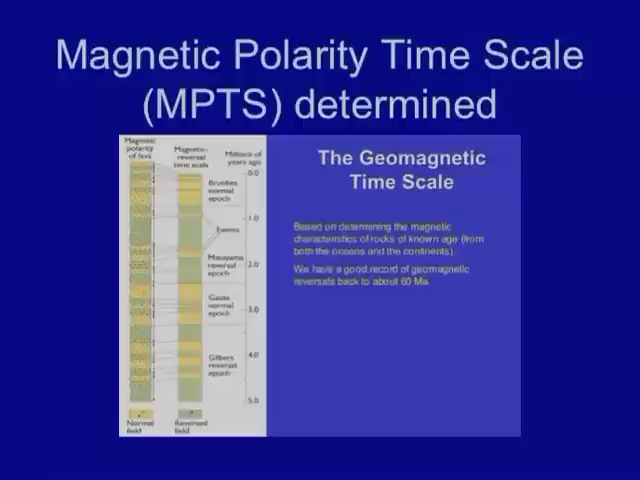 Magnetic Polarity Time Scale
(MPTS) determined
Magnetic
polarity
of lava
Magnetic-
reversal
time scale
Millions of
years ago
0.0
Brunhes
normal
epoch
1.0
Events
Matuyama
reversal
epoch
2.0
Gauss
normal
epoch
3.0
4.0
Gilbert
reversal
epoch
5.0
Normal
field
Reversed
field
The Geomagnetic
Time Scale
Based on determining the magnetic
characteristics of rocks of known age (from
both the oceans and the continents).
We have a good record of geomagnetic
reversals back to about 60 Ma.